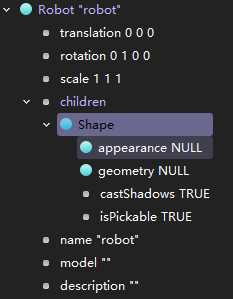 Robot "robot"
translation 0 0 0
rotation 0 1 0 0
scale 1 1 1
children
Shape
appearance NULL
geometry NULL
castShadows TRUE
isPickable TRUE
name "robot"
model ""
description ""